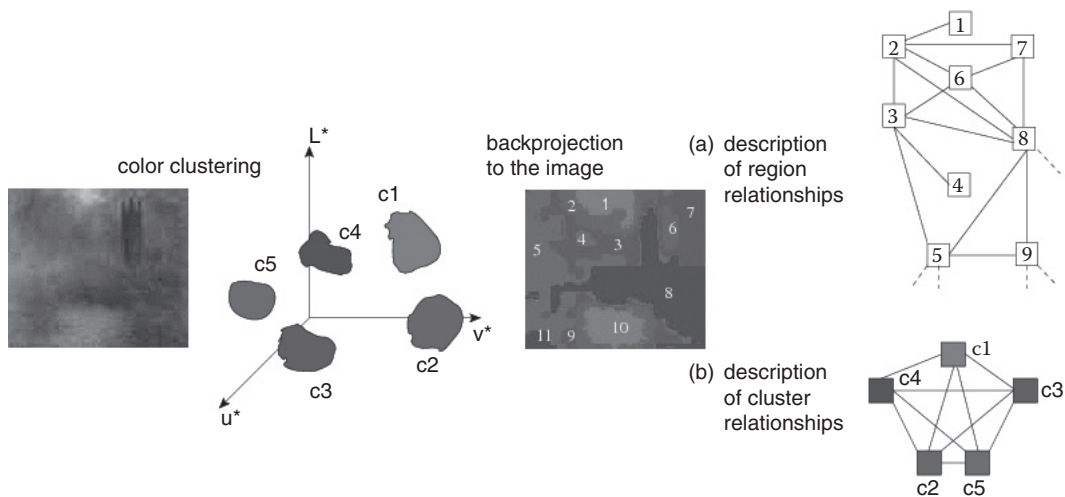 color clustering
L*
v*
u*
c1
c4
c5
c2
c3
backprojection
to the image
1
2
7
6
3
4
5
8
10
11
9
(a) description
of region
relationships
1
2
7
6
3
8
4
5
9
(b) description
of cluster
relationships
c1
c4
c3
c2
c5